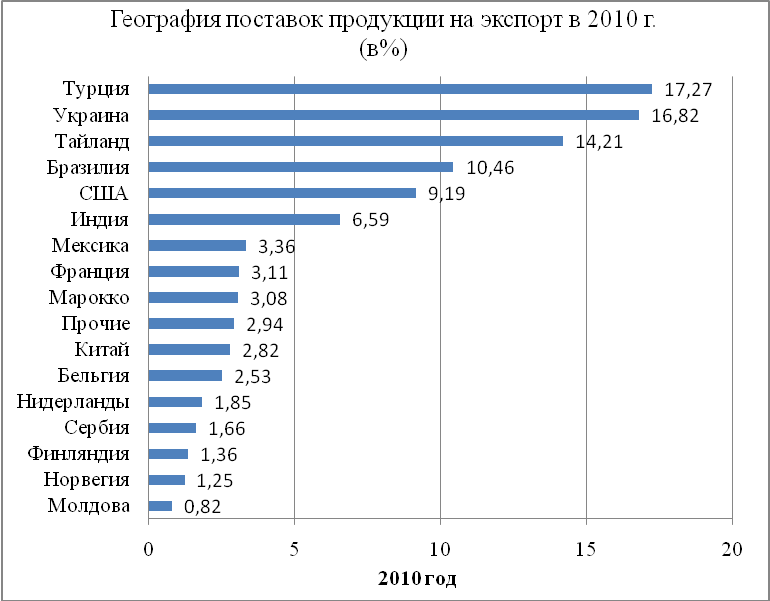 География поставок продукции на экспорт в 2010 г.
(в%)
Турция 17,27
Украина 16,82
Тайланд 14,21
Бразилия 10,46
США 9,19
Индия 6,59
Мексика 3,36
Франция 3,11
Марокко 3,08
Прочие 2,94
Китай 2,82
Бельгия 2,53
Нидерланды 1,85
Сербия 1,66
Финляндия 1,36
Норвегия 1,25
Молдова 0,82
0 5 10 15 20
2010 год